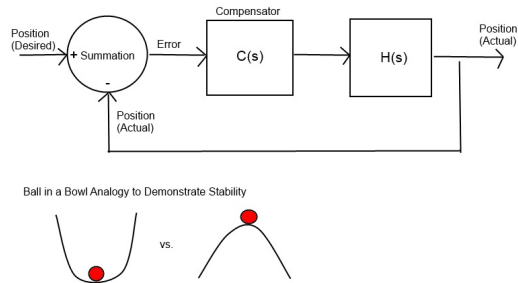 Compensator
Position
(Desired)
+ Summation
Error
C(s)
H(s)
Position
(Actual)
-
Position
(Actual)
Ball in a Bowl Analogy to Demonstrate Stability
vs.